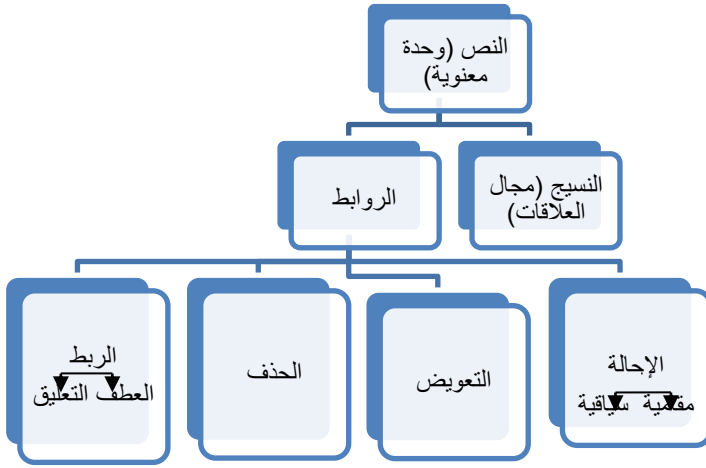 النص (وحدة
معنوية)
النسيج (مجال
العلاقات)
الروابط
الإحالة
مقامية سياقية
التعويض
الحذف
الربط
العطف التعليق